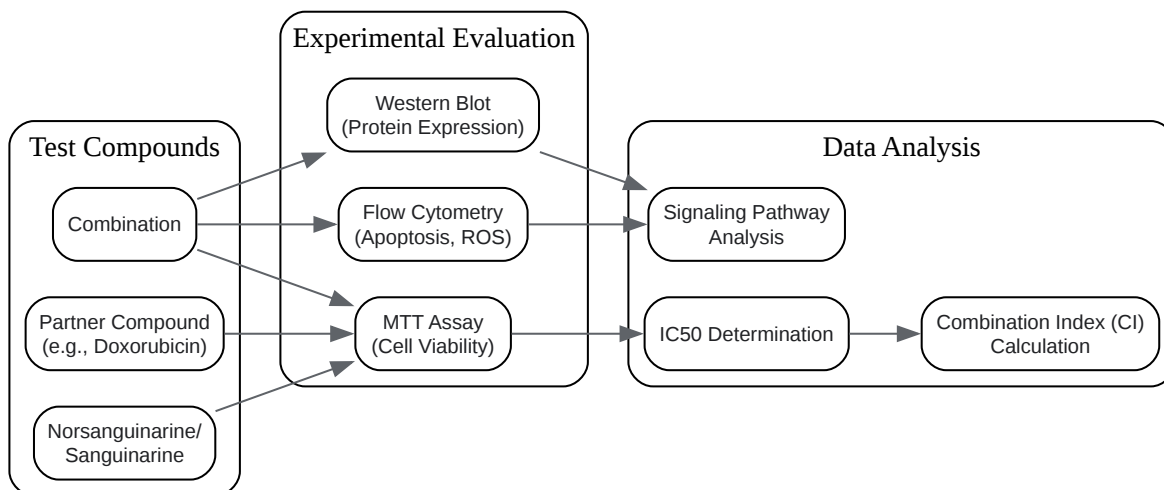 Test Compounds
Combination
Partner Compound
(e.g., Doxorubicin)
Norsanguinarine/
Sanguinarine
Experimental Evaluation
Western Blot
(Protein Expression)
Flow Cytometry
(Apoptosis, ROS)
MTT Assay
(Cell Viability)
Data Analysis
Signaling Pathway
Analysis
IC50 Determination
Combination Index (CI)
Calculation